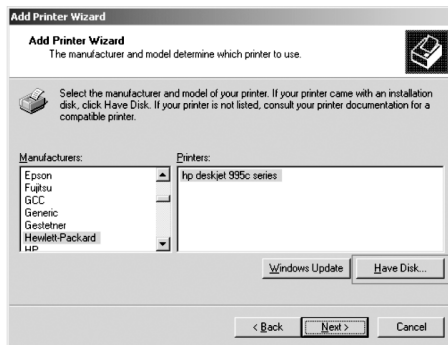 Add Printer Wizard
Add Printer Wizard
The manufacturer and model determine which printer to use.
Select the manufacturer and model of your printer. If your printer came with an installation
disk, click Have Disk. If your printer is not listed, consult your printer documentation for a
compatible printer.
Manufacturers:
Epson
Fujitsu
GCC
Generic
Gestetner
Hewlett-Packard
HP
Printers:
hp deskjet 995c series
Windows Update
Have Disk...
< Back
Next >
Cancel